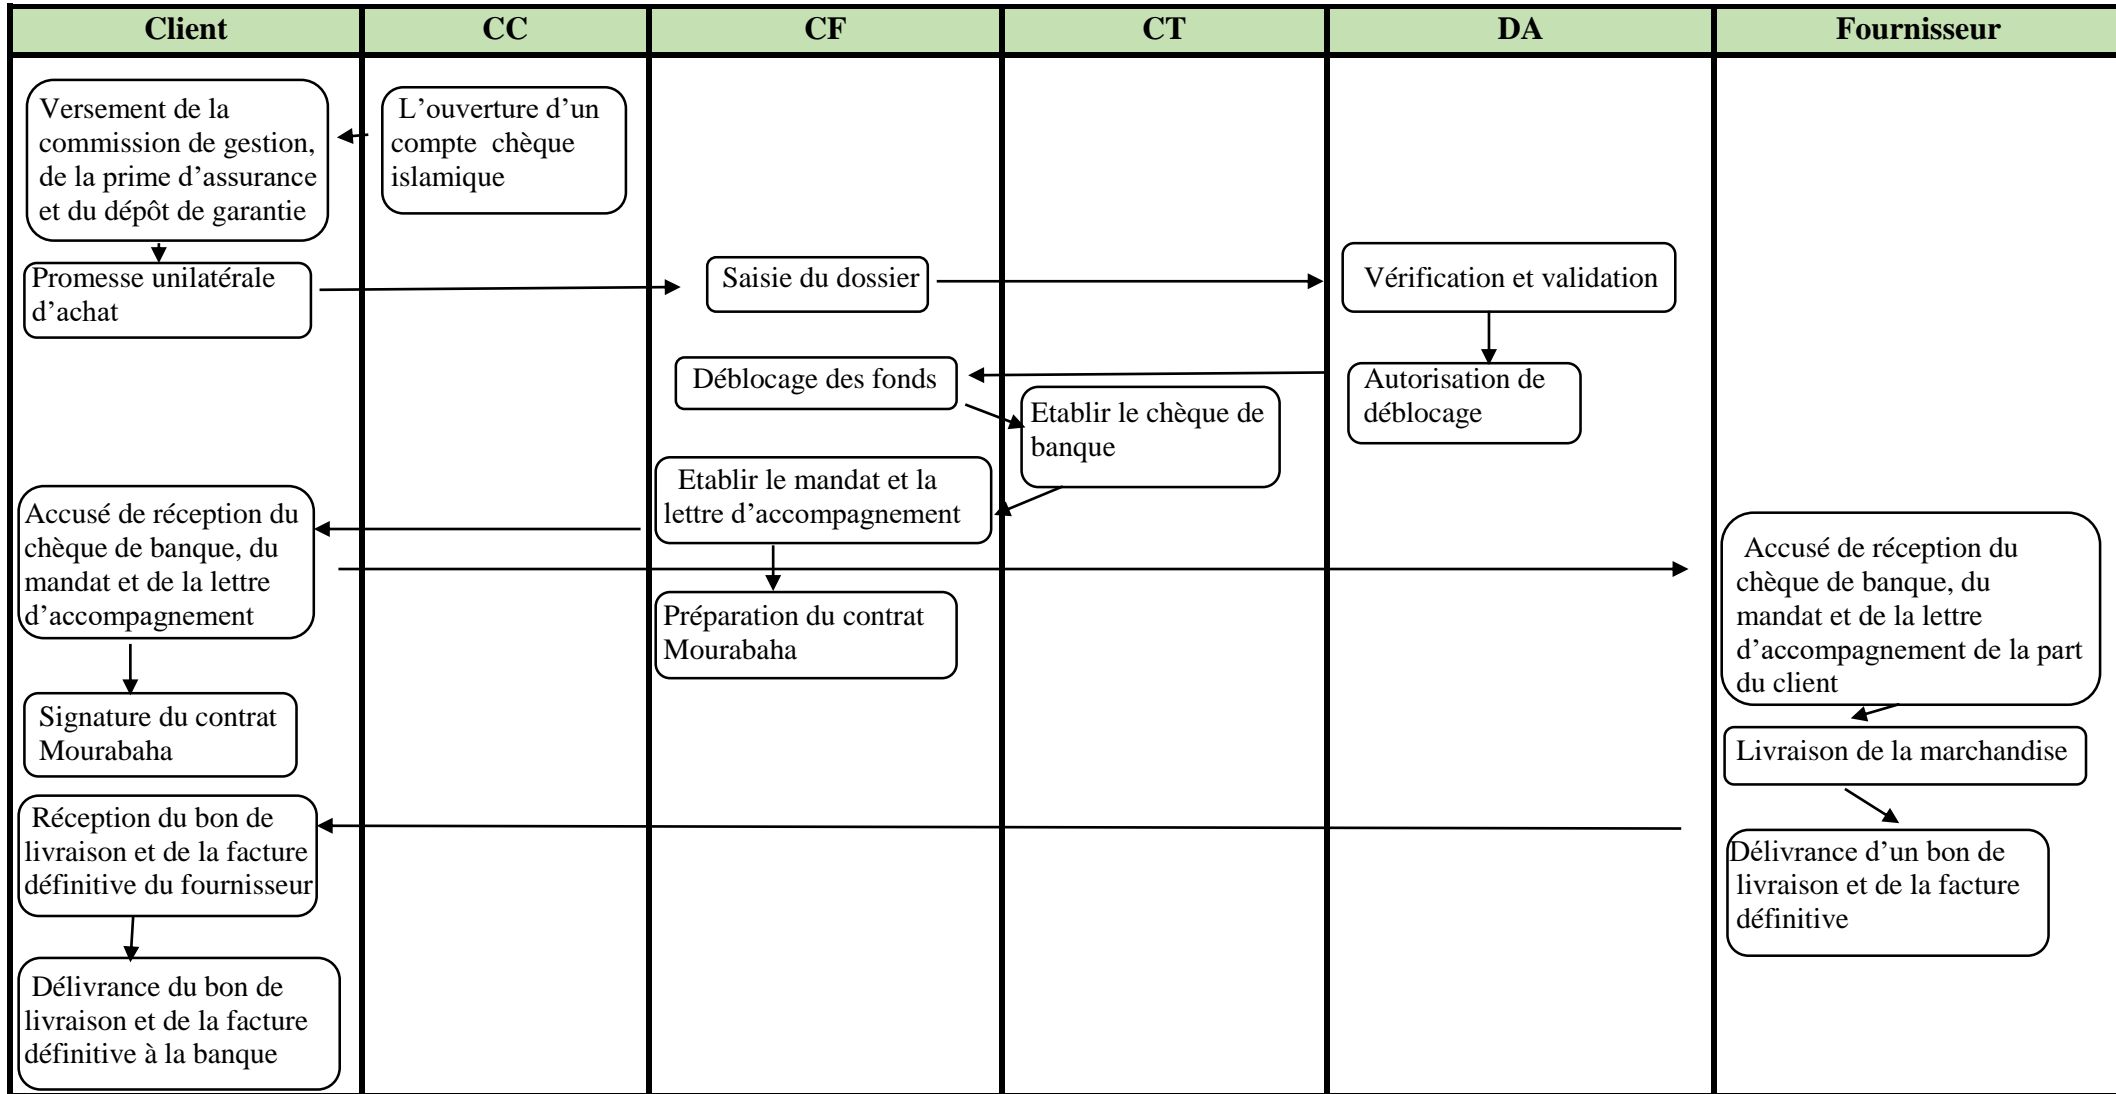 Client
CC
CF
CT
DA
Fournisseur
Versement de la
commission de gestion,
de la prime d’assurance
et du dépôt de garantie
L’ouverture d’un
compte chèque
islamique
Promesse unilatérale
d’achat
Saisie du dossier
Vérification et validation
Déblocage des fonds
Autorisation de
déblocage
Etablir le chèque de
banque
Etablir le mandat et la
lettre d’accompagnement
Accusé de réception du
chèque de banque, du
mandat et de la lettre
d’accompagnement
Accusé de réception du
chèque de banque, du
mandat et de la lettre
d’accompagnement de la part
du client
Préparation du contrat
Mourabaha
Signature du contrat
Mourabaha
Livraison de la marchandise
Réception du bon de
livraison et de la facture
définitive du fournisseur
Délivrance d’un bon de
livraison et de la facture
définitive
Délivrance du bon de
livraison et de la facture
définitive à la banque